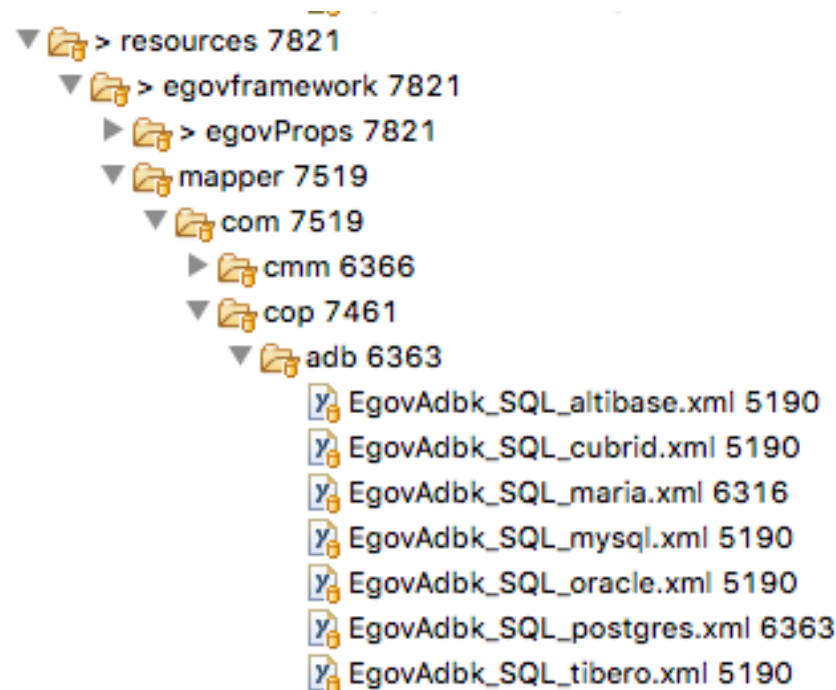 > resources 7821
> egovframework 7821
> egovProps 7821
mapper 7519
com 7519
cmm 6366
cop 7461
adb 6363
EgovAdbk_SQL_altibase.xml 5190
EgovAdbk_SQL_cubrid.xml 5190
EgovAdbk_SQL_maria.xml 6316
EgovAdbk_SQL_mysql.xml 5190
EgovAdbk_SQL_oracle.xml 5190
EgovAdbk_SQL_postgres.xml 6363
EgovAdbk_SQL_tibero.xml 5190